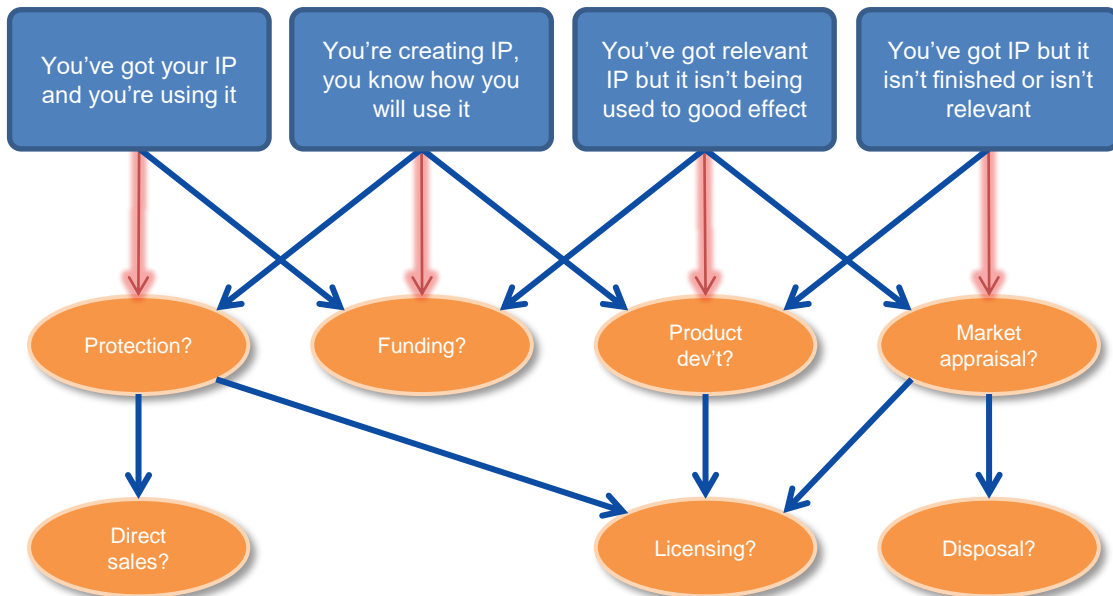 You’ve got your IP
and you’re using it
You’re creating IP,
you know how you
will use it
You’ve got relevant
IP but it isn’t being
used to good effect
You’ve got IP but it
isn’t finished or isn’t
relevant
Protection?
Funding?
Product
dev’t?
Market
appraisal?
Direct
sales?
Licensing?
Disposal?